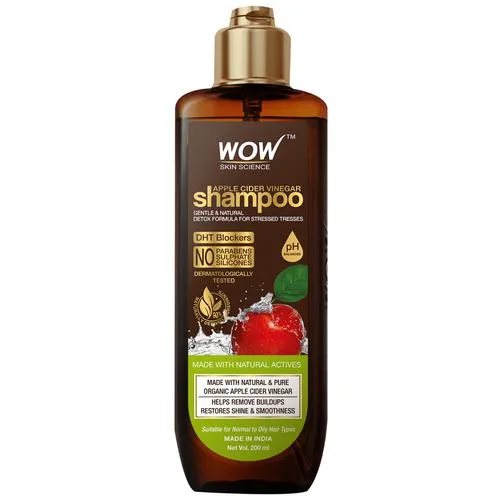 WOW™
SKIN SCIENCE
APPLE CIDER VINEGAR
shampoo
GENTLE & NATURAL
DETOX FORMULA FOR STRESSED TRESSES
DHT Blockers
NO PARABENS
SULPHATE
SILICONES
DERMATOLOGICALLY
TESTED
pH
BALANCED
90%
MADE WITH NATURAL ACTIVES
MADE WITH NATURAL & PURE
ORGANIC APPLE CIDER VINEGAR
HELPS REMOVE BUILDUPS
RESTORES SHINE & SMOOTHNESS
Suitable for Normal to Oily Hair Types
MADE IN INDIA
Net Vol. 200 ml